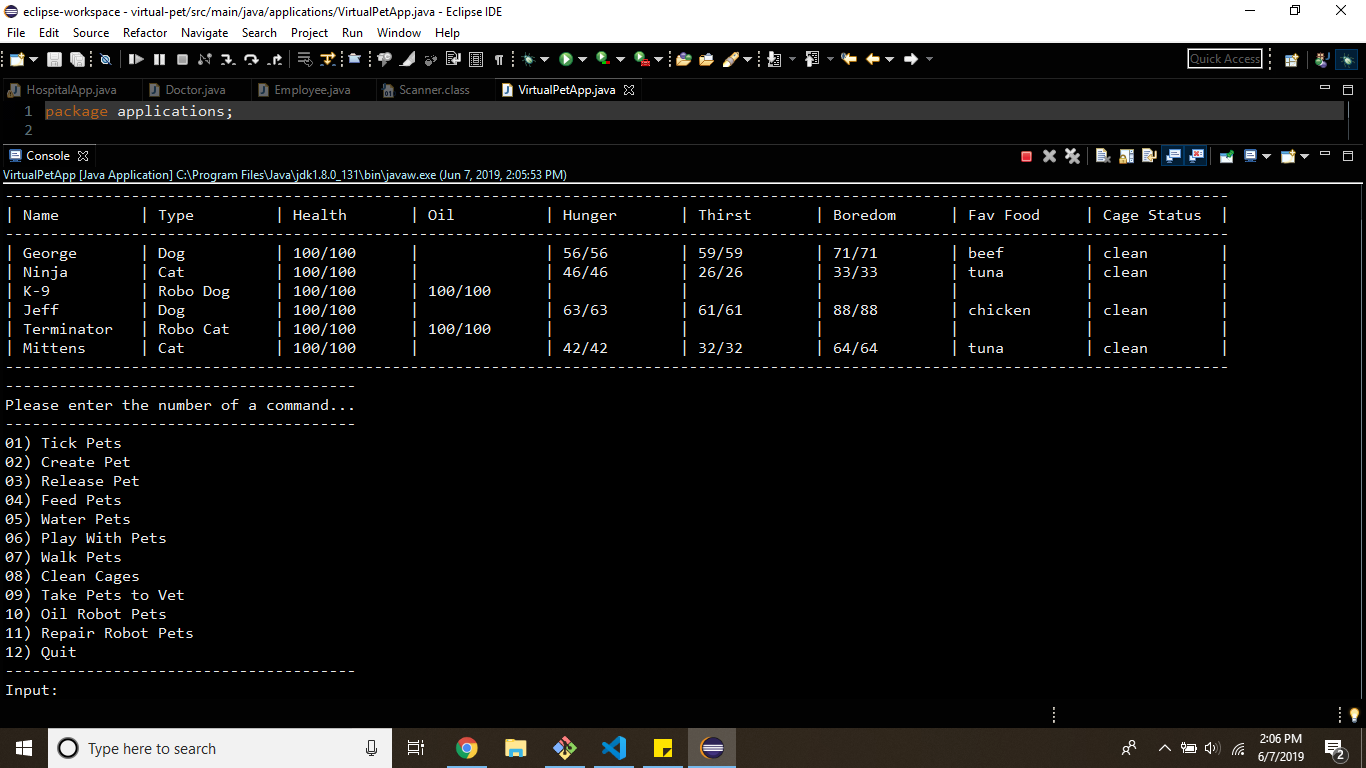 eclipse-workspace - virtual-pet/src/main/java/applications/VirtualPetApp.java - Eclipse IDE
File Edit Source Refactor Navigate Search Project Run Window Help
Quick Access
HospitalApp.java Doctor.java Employee.java Scanner.class VirtualPetApp.java
1 package applications;
2
Console
VirtualPetApp [Java Application] C:\Program Files\Java\jdk1.8.0_131\bin\javaw.exe (Jun 7, 2019, 2:05:53 PM)
| Name | Type | Health | Oil | Hunger | Thirst | Boredom | Fav Food | Cage Status |
| George | Dog | 100/100 | | 56/56 | 59/59 | 71/71 | beef | clean |
| Ninja | Cat | 100/100 | | 46/46 | 26/26 | 33/33 | tuna | clean |
| K-9 | Robo Dog | 100/100 | 100/100 | | | | | |
| Jeff | Dog | 100/100 | | 63/63 | 61/61 | 88/88 | chicken | clean |
| Terminator | Robo Cat | 100/100 | 100/100 | | | | | |
| Mittens | Cat | 100/100 | | 42/42 | 32/32 | 64/64 | tuna | clean |
---------------------------------------
Please enter the number of a command...
---------------------------------------
01) Tick Pets
02) Create Pet
03) Release Pet
04) Feed Pets
05) Water Pets
06) Play With Pets
07) Walk Pets
08) Clean Cages
09) Take Pets to Vet
10) Oil Robot Pets
11) Repair Robot Pets
12) Quit
---------------------------------------
Input:
Type here to search
2:06 PM
6/7/2019
2